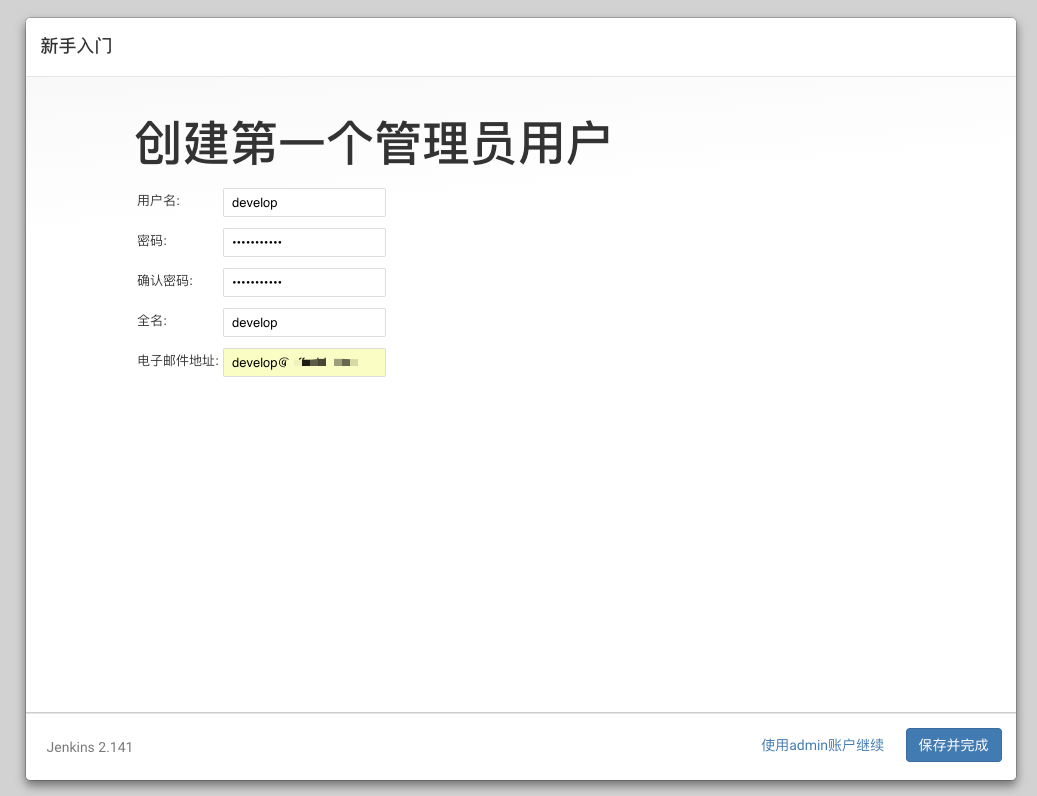 新手入门
创建第一个管理员用户
用户名: develop
密码: •••••••••••
确认密码: •••••••••••
全名: develop
电子邮件地址: develop@
Jenkins 2.141
使用admin账户继续
保存并完成